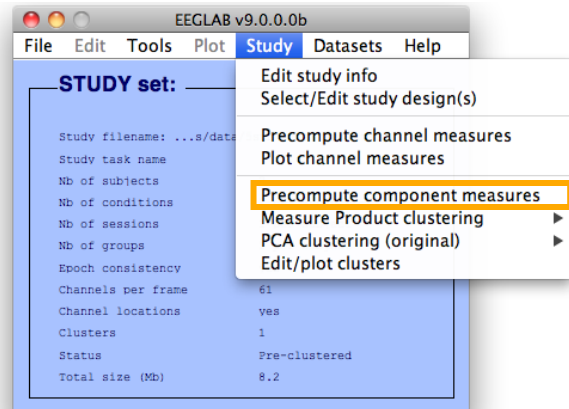 EEGLAB v9.0.0.0b
File Edit Tools Plot Study Datasets Help
STUDY set:
Edit study info
Select/Edit study design(s)
Precompute channel measures
Plot channel measures
Precompute component measures
Measure Product clustering
PCA clustering (original)
Edit/plot clusters
Study filename: ...s/data
Study task name
Nb of subjects
Nb of conditions
Nb of sessions
Nb of groups
Epoch consistency
Channels per frame 61
Channel locations yes
Clusters 1
Status Pre-clustered
Total size (Mb) 8.2